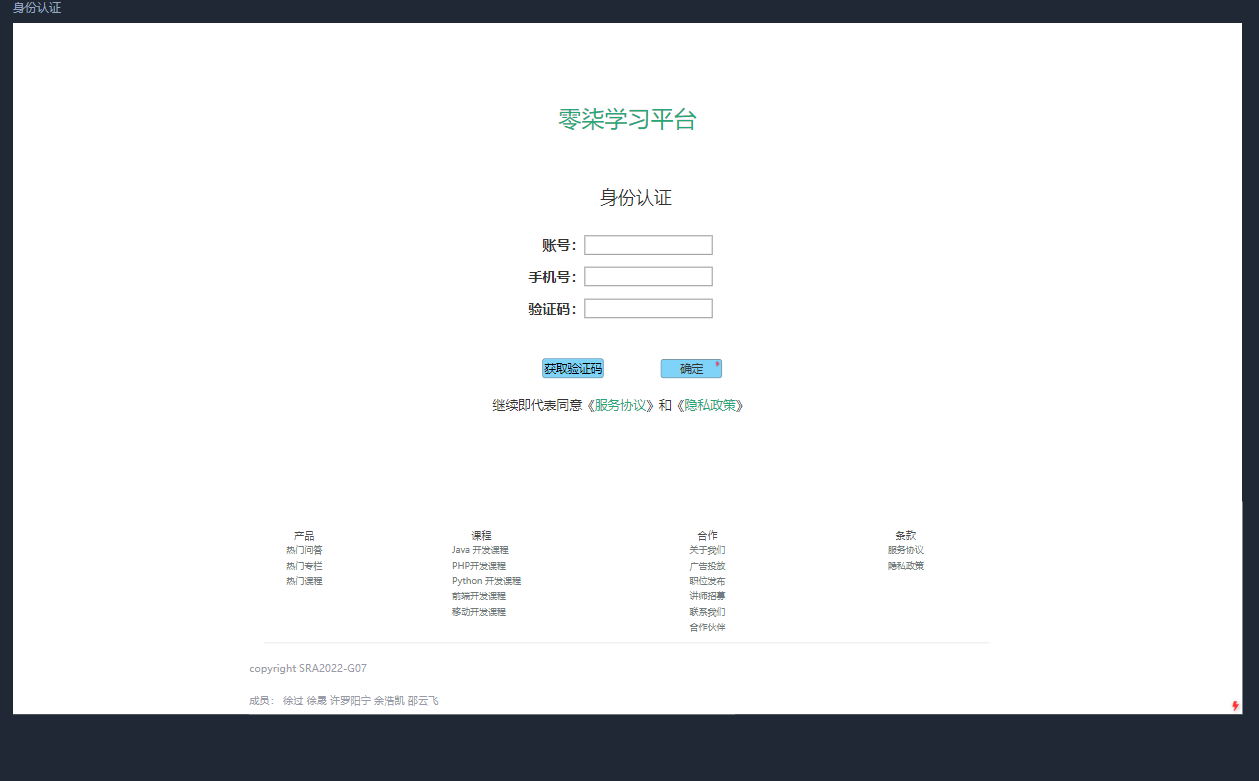 身份认证
零柒学习平台
身份认证
账号：
手机号：
验证码：
获取验证码 确定
继续即代表同意《服务协议》和《隐私政策》
产品 课程 合作 条款
热门问答 Java 开发课程 关于我们 服务协议
热门专栏 PHP开发课程 广告投放 隐私政策
热门课程 Python 开发课程 职位发布
前端开发课程 讲师招募
移动开发课程 联系我们
合作伙伴
copyright SRA2022-G07
成员： 徐过 徐晟 许罗阳宁 余浩凯 邵云飞